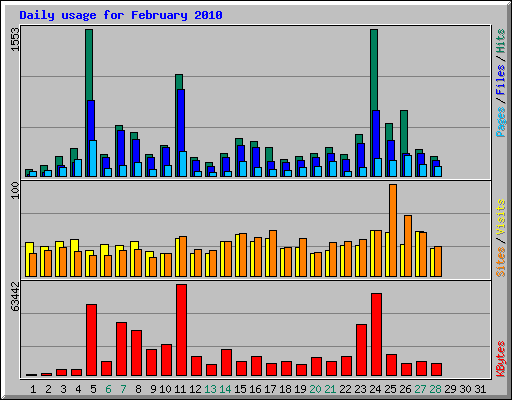 Daily usage for February 2010
1553
Pages / Files / Hits
100
Sites / Visits
63442
KBytes
1 2 3 4 5 6 7 8 9 10 11 12 13 14 15 16 17 18 19 20 21 22 23 24 25 26 27 28 29 30 31